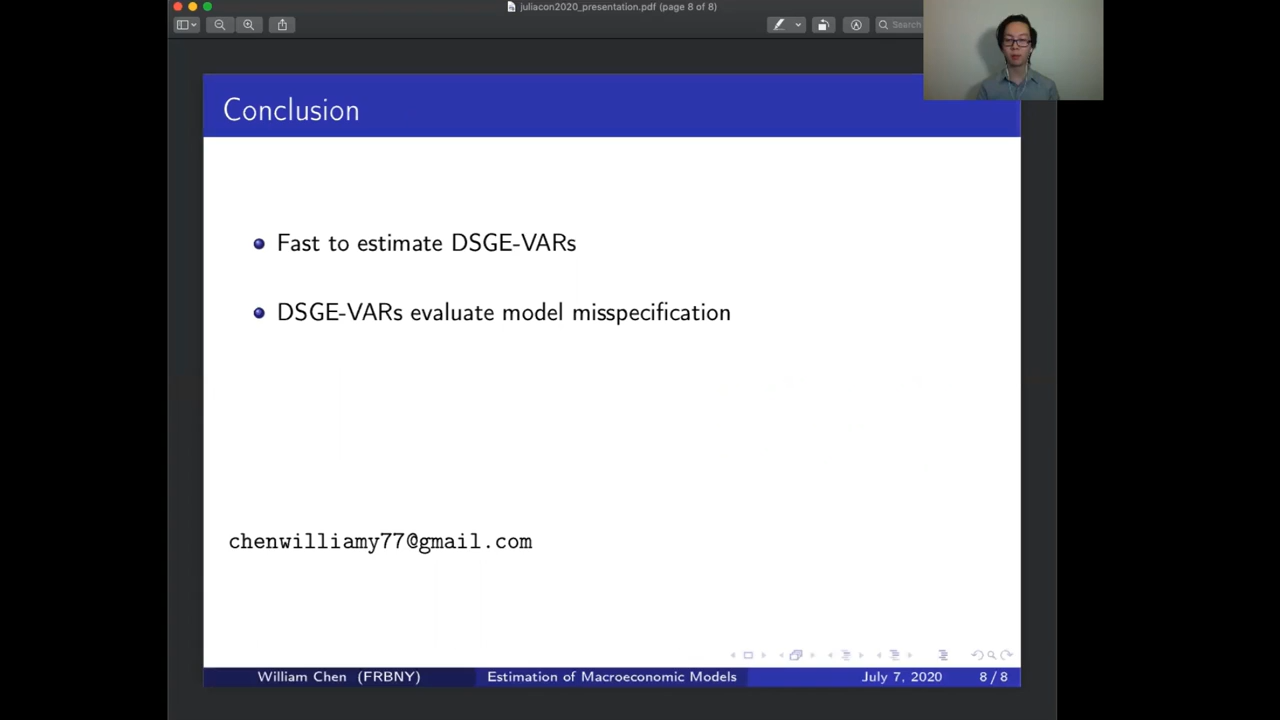 juliacon2020_presentation.pdf (page 8 of 8)
Search
Conclusion
Fast to estimate DSGE-VARs
DSGE-VARs evaluate model misspecification
chenwilliamy77@gmail.com
William Chen (FRBNY) Estimation of Macroeconomic Models July 7, 2020 8 / 8